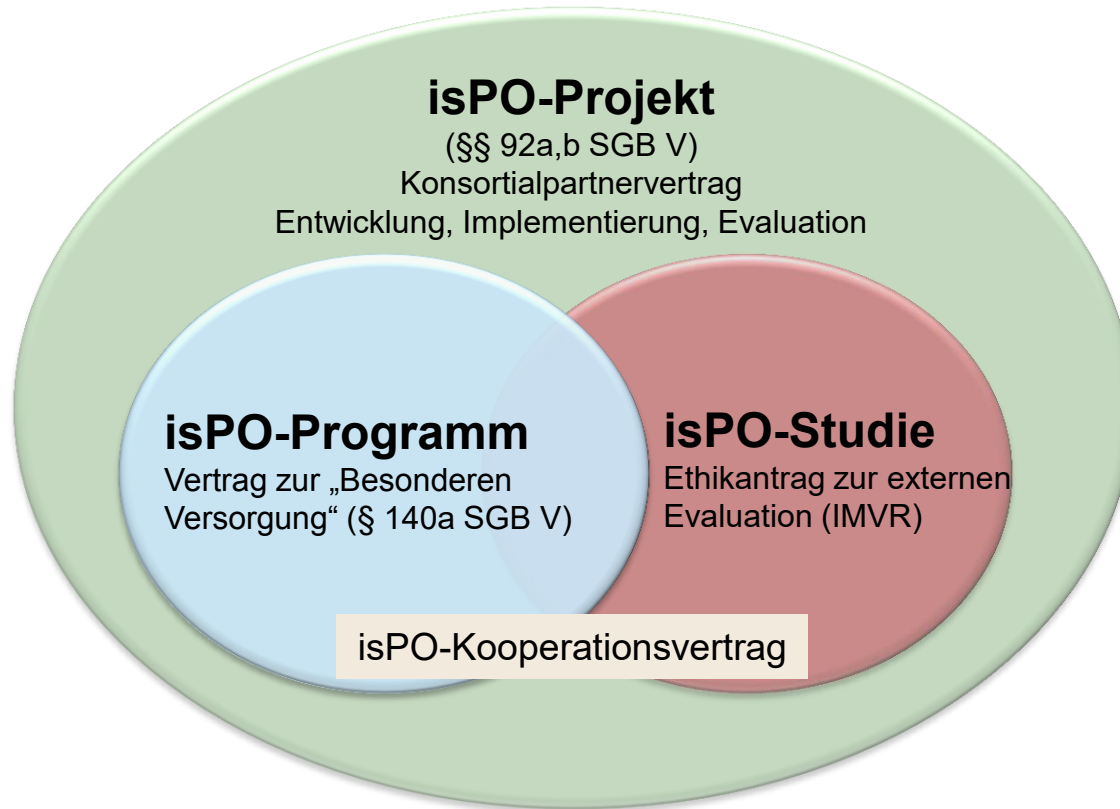 isPO-Projekt
(§§ 92a,b SGB V)
Konsortialpartnervertrag
Entwicklung, Implementierung, Evaluation
isPO-Programm
Vertrag zur „Besonderen
Versorgung“ (§ 140a SGB V)
isPO-Studie
Ethikantrag zur externen
Evaluation (IMVR)
isPO-Kooperationsvertrag